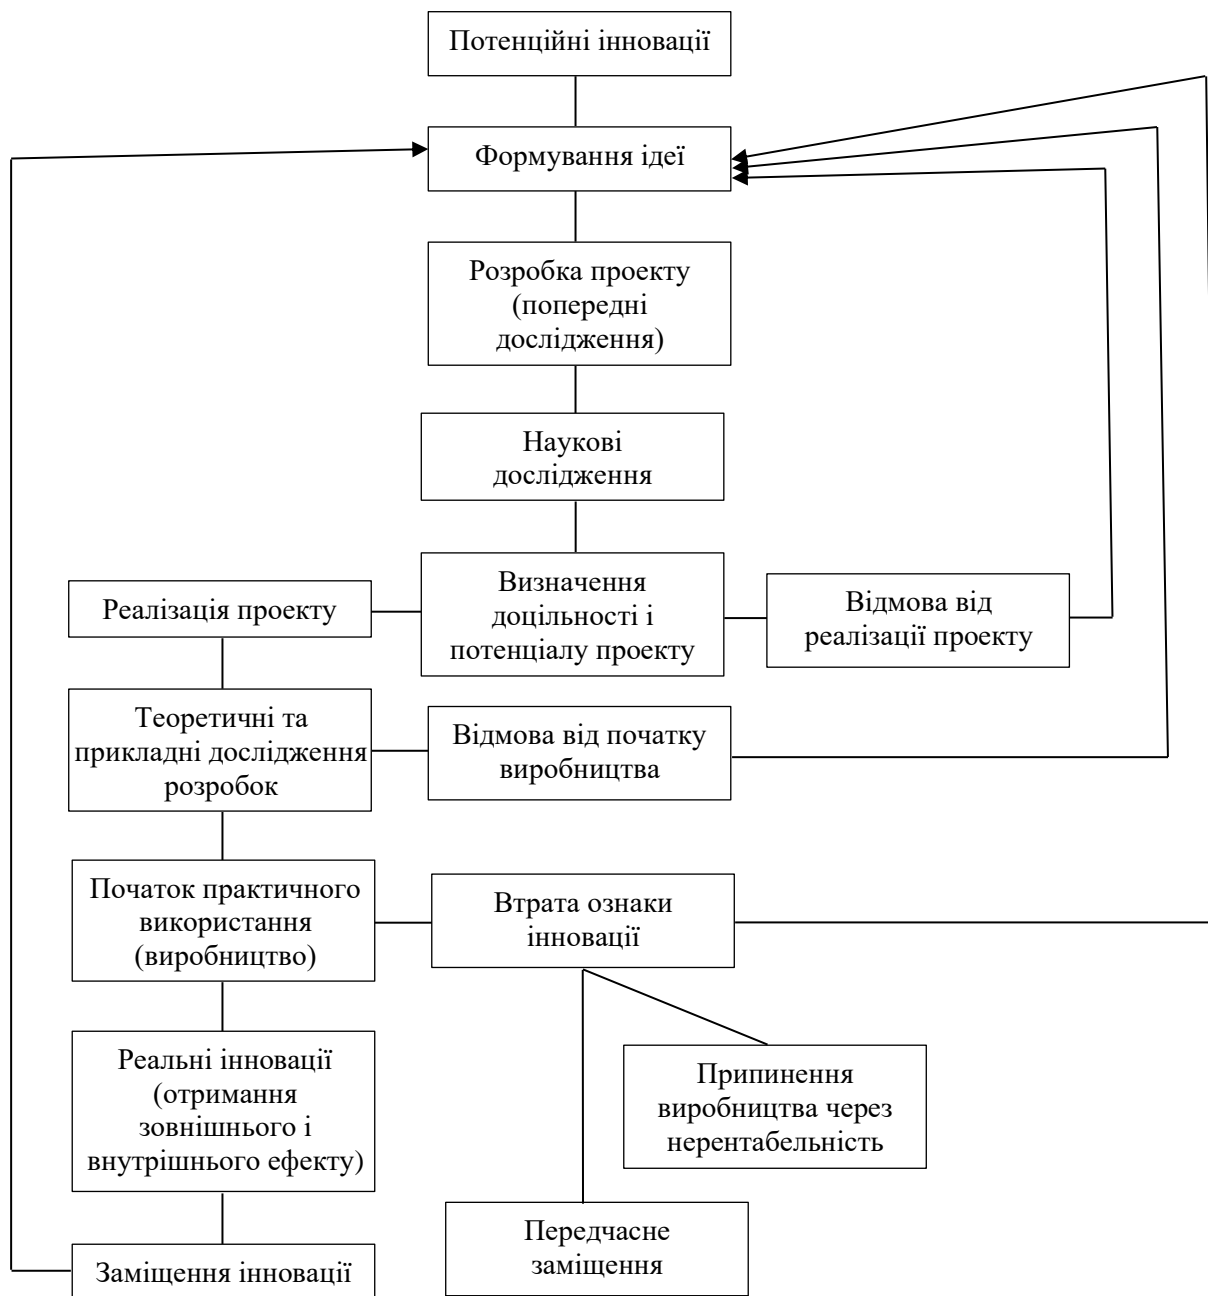 Потенційні інновації
Формування ідеї
Розробка проекту
(попередні
дослідження)
Наукові
дослідження
Реалізація проекту
Визначення
доцільності і
потенціалу проекту
Відмова від
реалізації проекту
Теоретичні та
прикладні дослідження
розробок
Відмова від початку
виробництва
Початок практичного
використання
(виробництво)
Втрата ознаки
інновації
Реальні інновації
(отримання
зовнішнього і
внутрішнього ефекту)
Припинення
виробництва через
нерентабельність
Передчасне
заміщення
Заміщення інновації